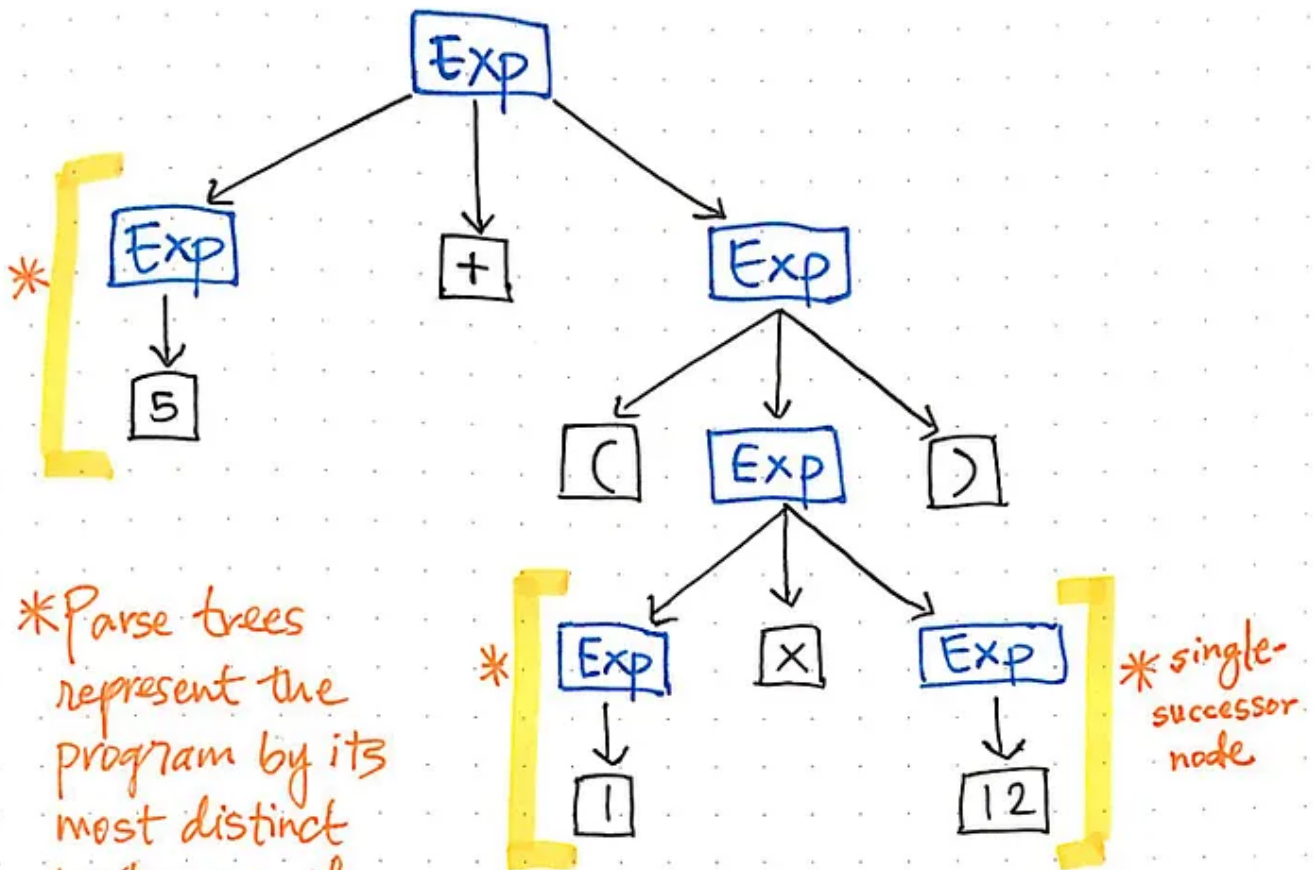 Exp
Exp + Exp
5
( Exp )
Exp x Exp
1 12
* 
*Parse trees
represent the
program by its
most distinct
*
* single-
successor
node